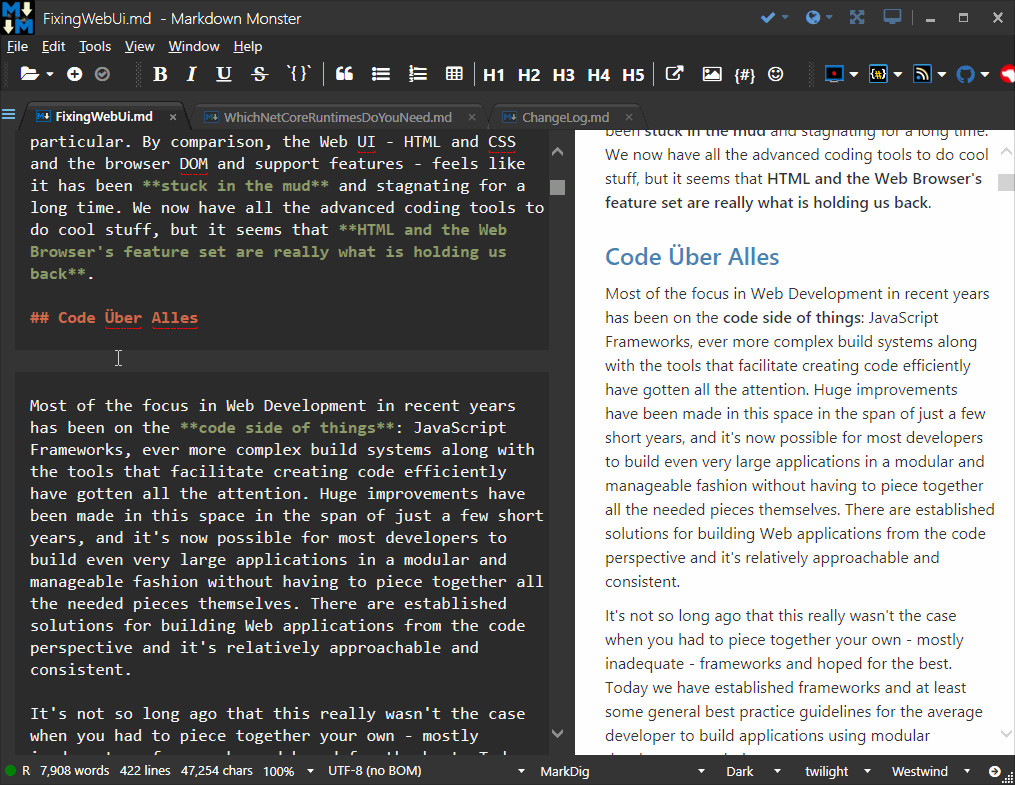 FixingWebUi.md - Markdown Monster
File Edit Tools View Window Help
B I U S `{}` H1 H2 H3 H4 H5 {#}
FixingWebUi.md × WhichNetCoreRuntimesDoYouNeed.md × ChangeLog.md ×
particular. By comparison, the Web UI - HTML and CSS
and the browser DOM and support features - feels like
it has been **stuck in the mud** and stagnating for a
long time. We now have all the advanced coding tools to
do cool stuff, but it seems that **HTML and the Web
Browser's feature set are really what is holding us
back**.
## Code Über Alles
Most of the focus in Web Development in recent years
has been on the **code side of things**: JavaScript
Frameworks, ever more complex build systems along with
the tools that facilitate creating code efficiently
have gotten all the attention. Huge improvements have
been made in this space in the span of just a few short
years, and it's now possible for most developers to
build even very large applications in a modular and
manageable fashion without having to piece together all
the needed pieces themselves. There are established
solutions for building Web applications from the code
perspective and it's relatively approachable and
consistent.
It's not so long ago that this really wasn't the case
when you had to piece together your own - mostly
been stuck in the mud and stagnating for a long time.
We now have all the advanced coding tools to do cool
stuff, but it seems that HTML and the Web Browser's
feature set are really what is holding us back.
Code Über Alles
Most of the focus in Web Development in recent years
has been on the code side of things: JavaScript
Frameworks, ever more complex build systems along
with the tools that facilitate creating code efficiently
have gotten all the attention. Huge improvements
have been made in this space in the span of just a few
short years, and it's now possible for most developers
to build even very large applications in a modular and
manageable fashion without having to piece together
all the needed pieces themselves. There are established
solutions for building Web applications from the code
perspective and it's relatively approachable and
consistent.
It's not so long ago that this really wasn't the case
when you had to piece together your own - mostly
inadequate - frameworks and hoped for the best.
Today we have established frameworks and at least
some general best practice guidelines for the average
developer to build applications using modular
R 7,908 words 422 lines 47,254 chars 100% UTF-8 (no BOM) MarkDig Dark twilight Westwind